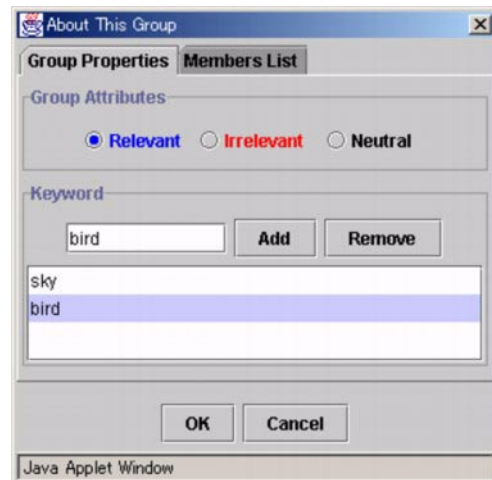 About This Group
Group Properties Members List
Group Attributes
Relevant Irrelevant Neutral
Keyword
bird Add Remove
sky
bird
OK Cancel
Java Applet Window